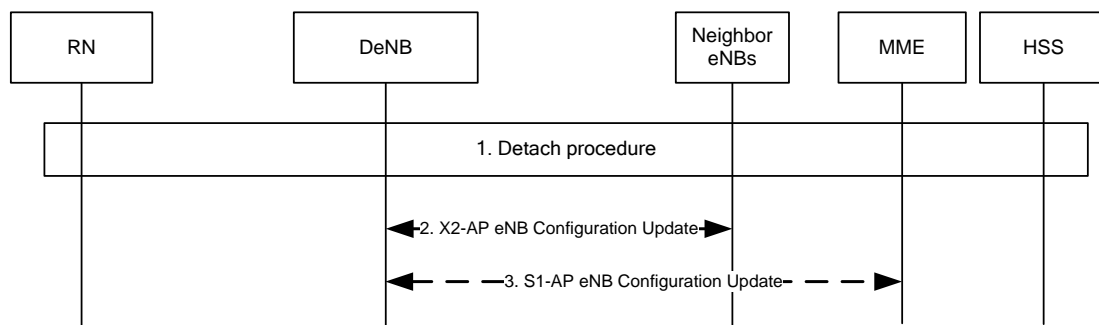 RN
DeNB
Neighbor
eNBs
MME
HSS
1. Detach procedure
2. X2-AP eNB Configuration Update
3. S1-AP eNB Configuration Update